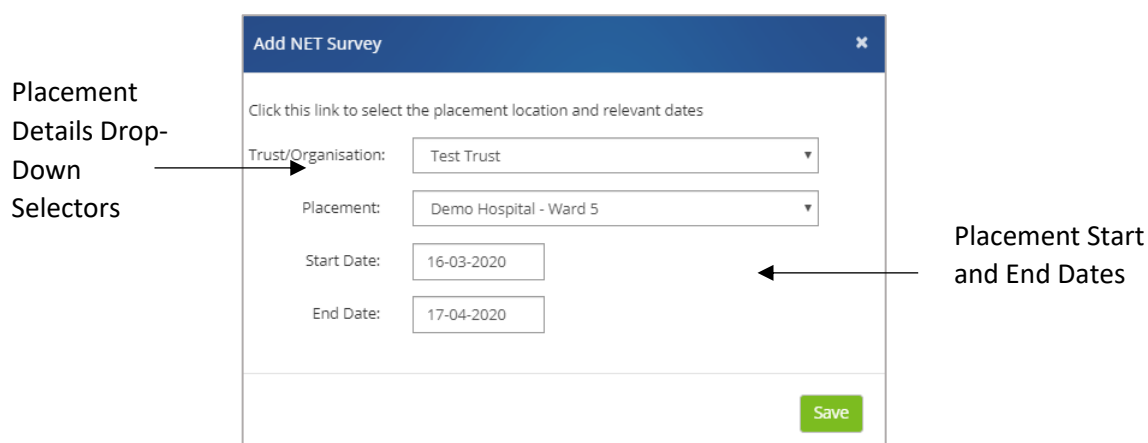 Add NET Survey
×
Placement
Details Drop-
Down
Selectors
Click this link to select the placement location and relevant dates
Trust/Organisation: Test Trust
Placement: Demo Hospital - Ward 5
Start Date: 16-03-2020
End Date: 17-04-2020
Placement Start
and End Dates
Save